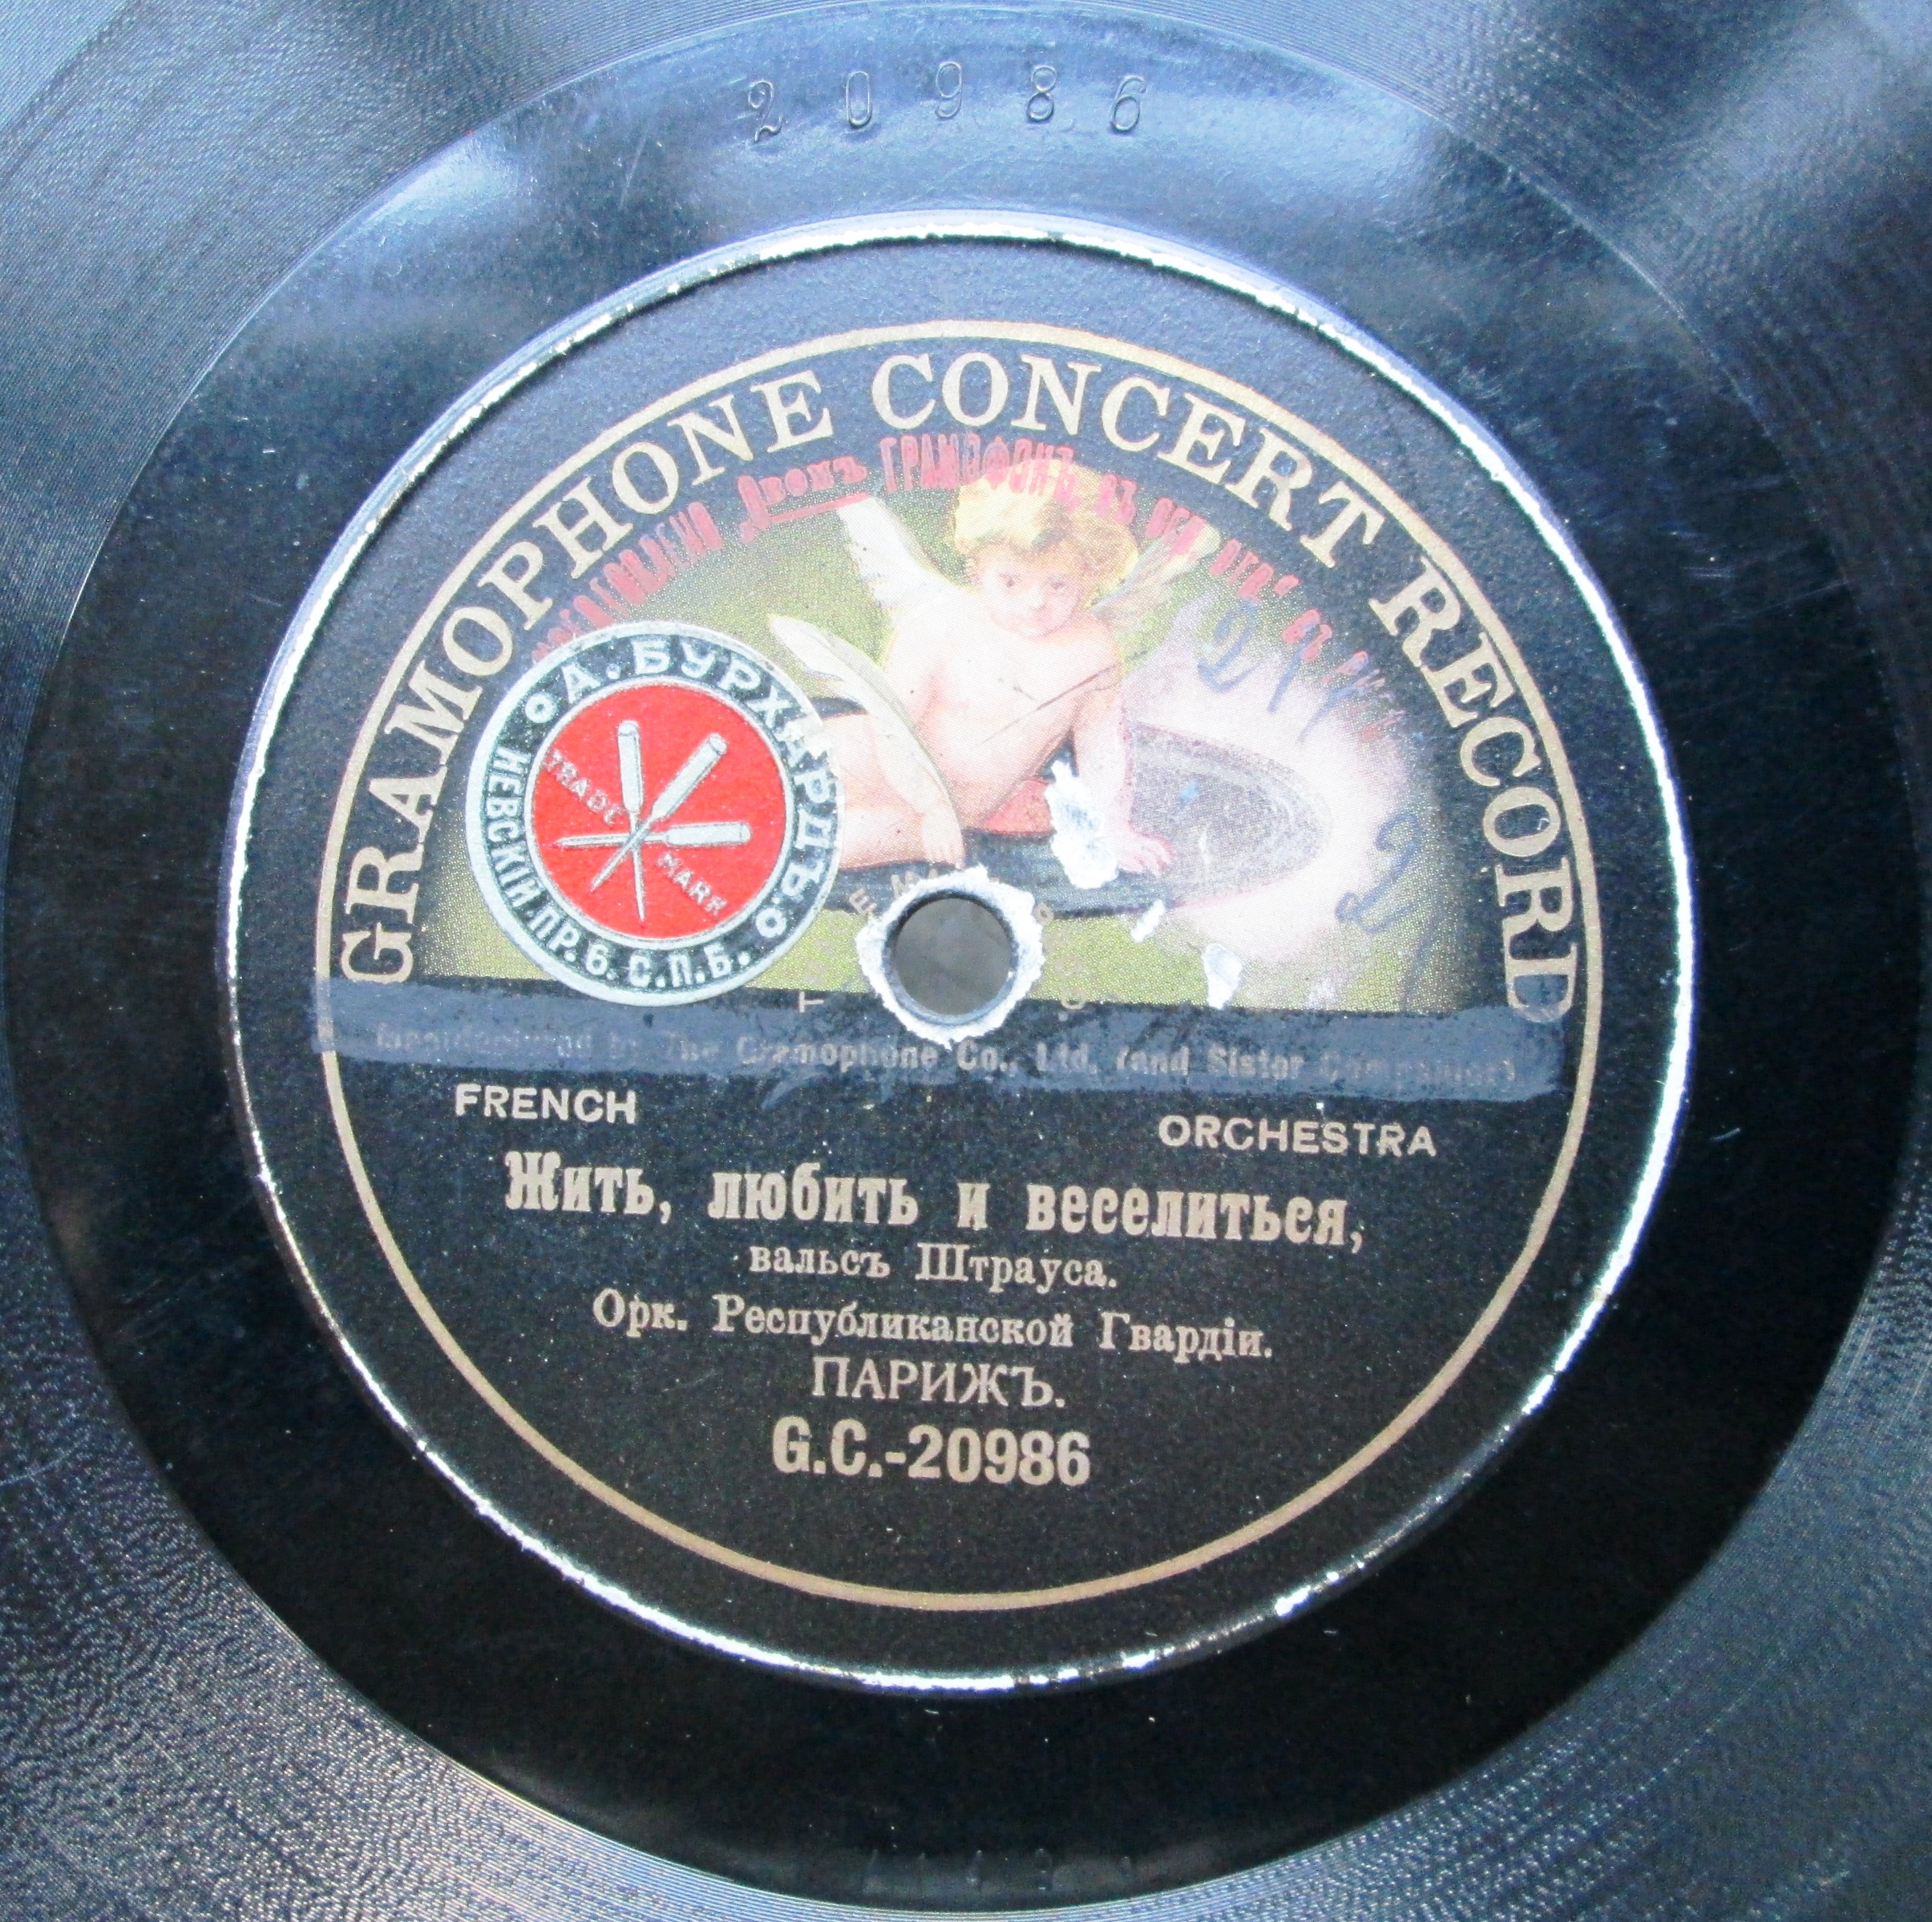 20986
GRAMOPHONE CONCERT RECORD
ГРАММОФОНЪ
А. БУРХАРДЪ.
НЕВСКІЙ ПР. 6. С.П.Б.
TRADE
MARK
by The Gramophone Co., Ltd. (and Sister Companies)
FRENCH ORCHESTRA
Жить, любить и веселиться,
вальсъ Штрауса.
Орк. Республиканской Гвардіи.
ПАРИЖЪ.
G.C.-20986